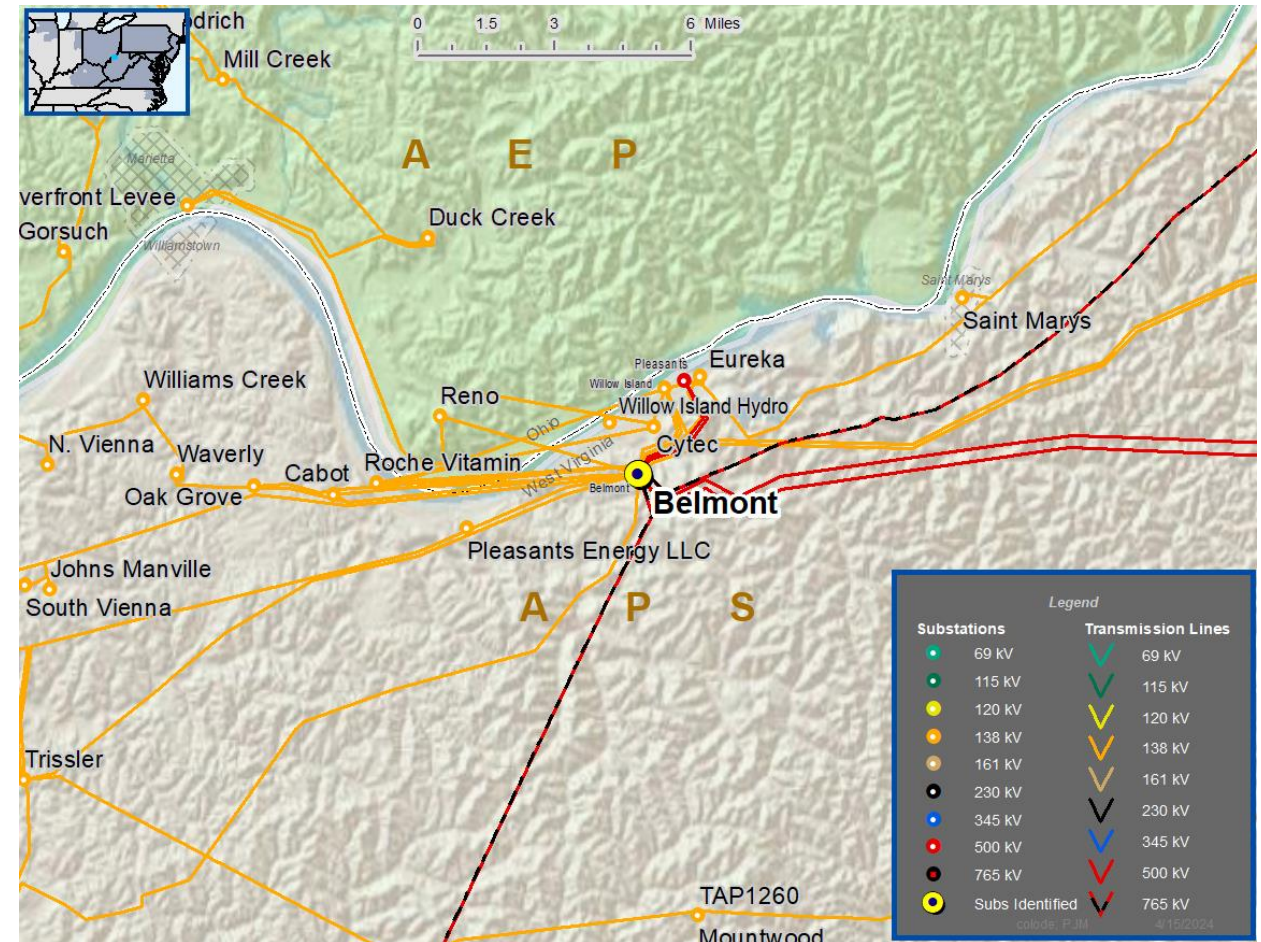 0 1.5 3 6 Miles
Mill Creek
Marietta
A E P
verfront Levee
Duck Creek
Gorsuch
Williamstown
Saint Marys
Saint Marys
Pleasants
Eureka
Williams Creek
Willow Island
Reno
Willow Island Hydro
Ohio
N. Vienna
Waverly
Cytec
West Virginia
Cabot
Roche Vitamin
Oak Grove
Belmont
Belmont
Pleasants Energy LLC
Johns Manville
South Vienna
A P S
Trissler
TAP1260
Mountwood
Legend
Substations Transmission Lines
69 kV 69 kV
115 kV 115 kV
120 kV 120 kV
138 kV 138 kV
161 kV 161 kV
230 kV 230 kV
345 kV 345 kV
500 kV 500 kV
765 kV 765 kV
Subs Identified
PJM 4/15/2024